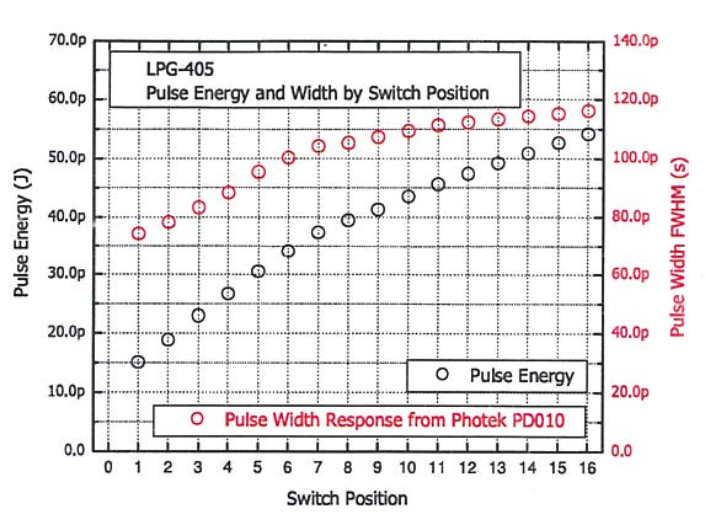 70.0p
60.0p
50.0p
40.0p
30.0p
20.0p
10.0p
0.0
Pulse Energy (J)
LPG-405
Pulse Energy and Width by Switch Position
Pulse Energy
Pulse Width Response from Photek PD010
140.0p
120.0p
100.0p
80.0p
60.0p
40.0p
20.0p
0.0
Pulse Width FWHM (s)
0 1 2 3 4 5 6 7 8 9 10 11 12 13 14 15 16
Switch Position